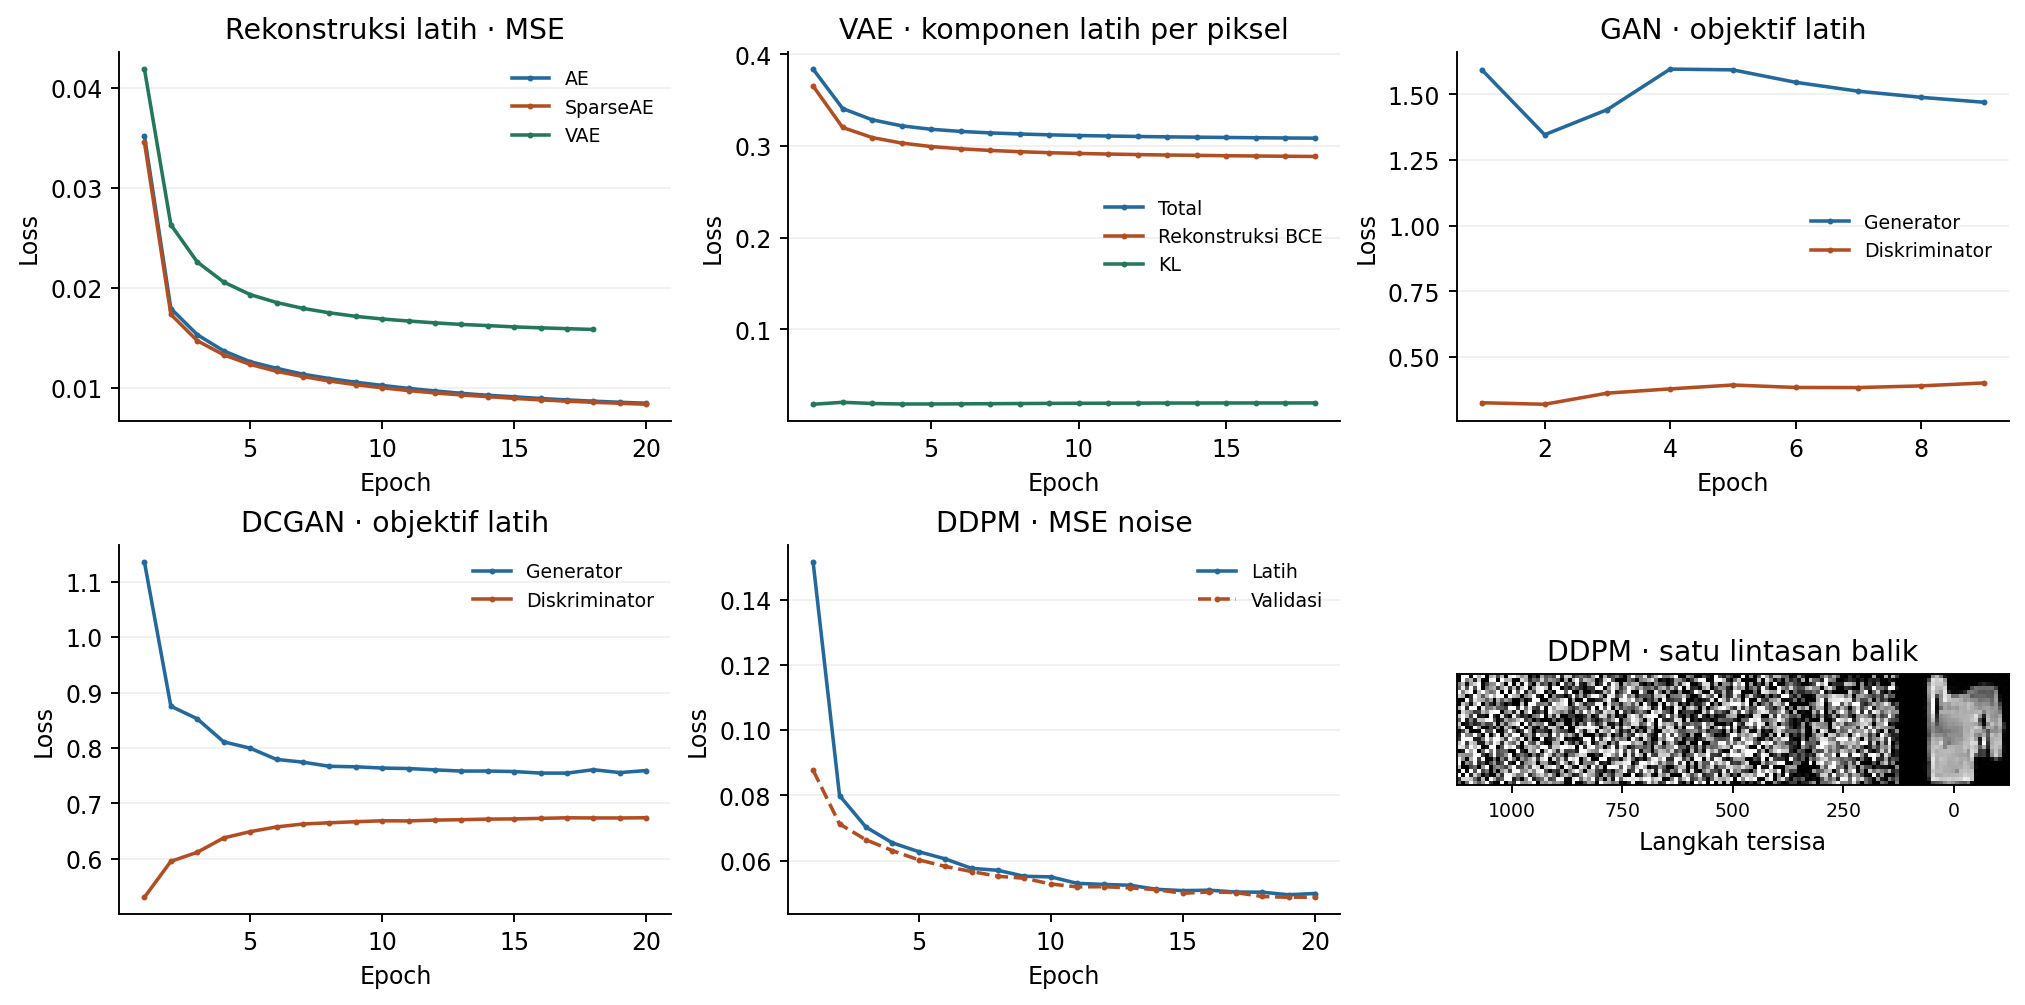 Rekonstruksi latih · MSE
Loss
0.04
0.03
0.02
0.01
AE
SparseAE
VAE
5 10 15 20
Epoch
VAE · komponen latih per piksel
Loss
0.4
0.3
0.2
0.1
Total
Rekonstruksi BCE
KL
5 10 15
Epoch
GAN · objektif latih
Loss
1.50
1.25
1.00
0.75
0.50
Generator
Diskriminator
2 4 6 8
Epoch
DCGAN · objektif latih
Loss
1.1
1.0
0.9
0.8
0.7
0.6
Generator
Diskriminator
5 10 15 20
Epoch
DDPM · MSE noise
Loss
0.14
0.12
0.10
0.08
0.06
Latih
Validasi
5 10 15 20
Epoch
DDPM · satu lintasan balik
1000 750 500 250 0
Langkah tersisa